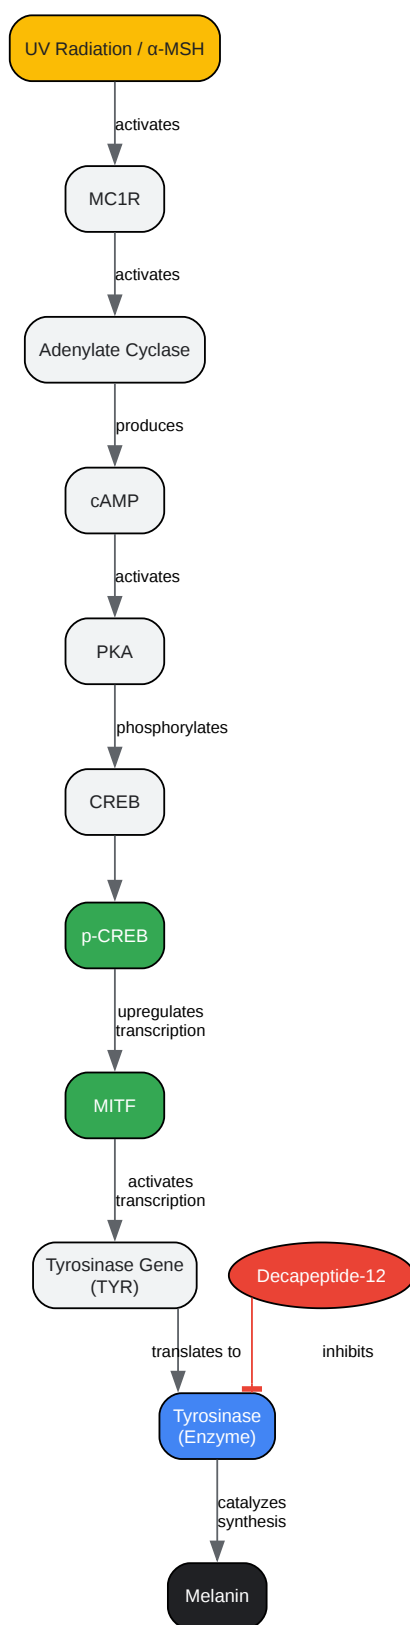 UV Radiation / α-MSH
activates
MC1R
activates
Adenylate Cyclase
produces
cAMP
activates
PKA
phosphorylates
CREB
p-CREB
upregulates
transcription
MITF
activates
transcription
Tyrosinase Gene
(TYR)
Decapeptide-12
translates to
inhibits
Tyrosinase
(Enzyme)
catalyzes
synthesis
Melanin